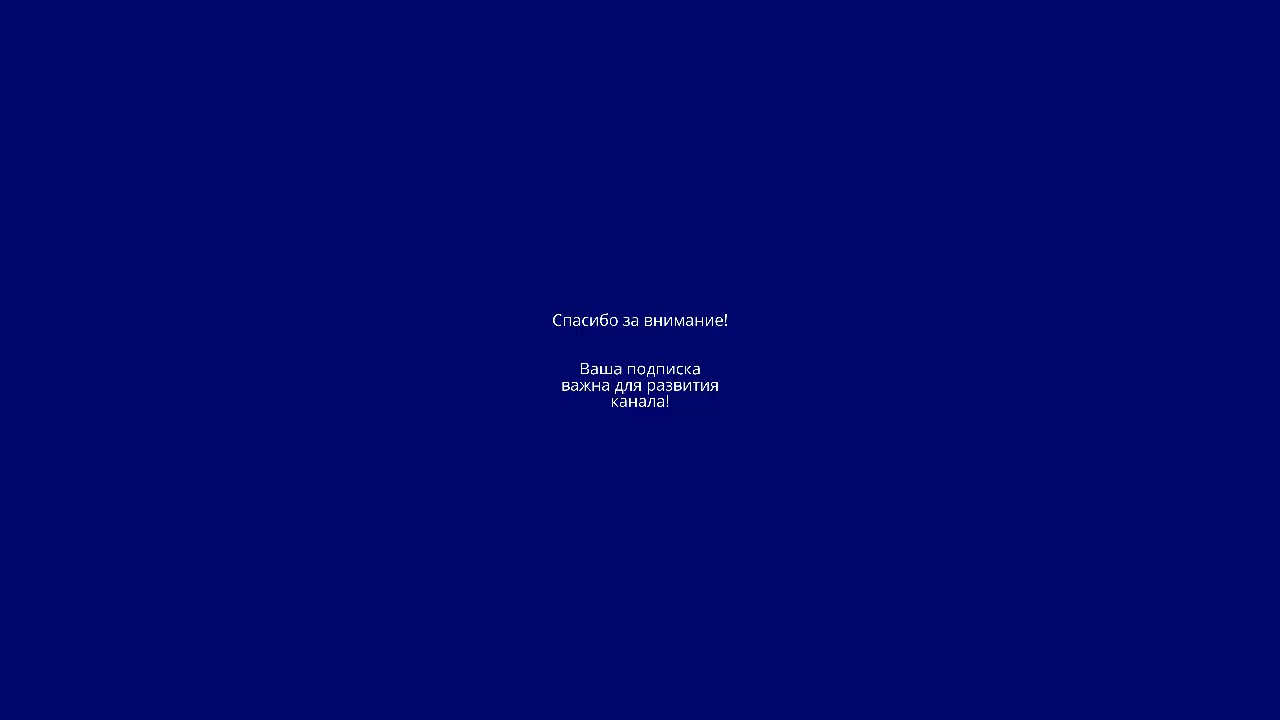 Спасибо за внимание!
Ваша подписка
важна для развития
канала!